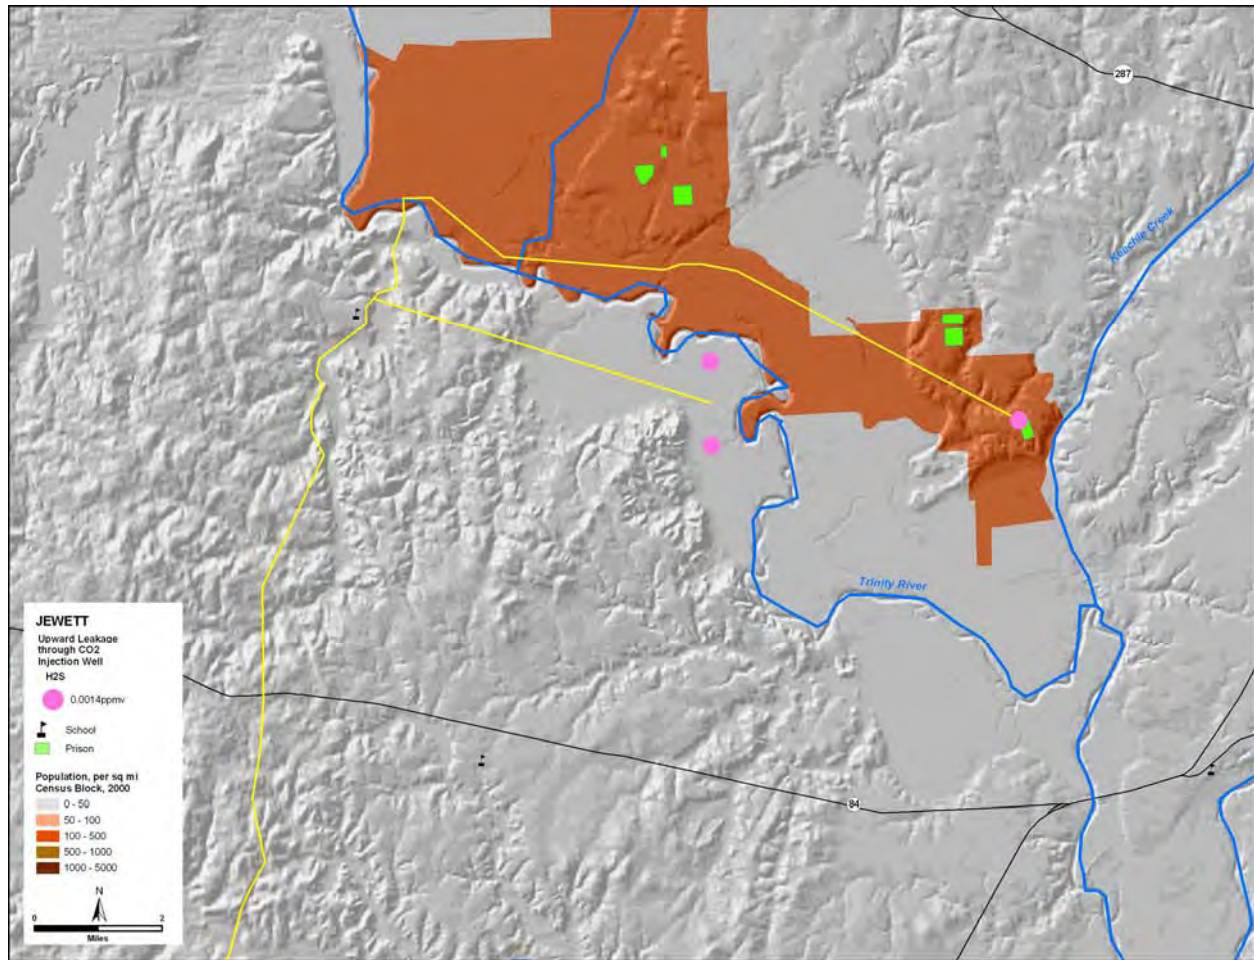 287
Keechie Creek
Trinity River
84
JEWETT
Upward Leakage
through CO2
Injection Well
H2S
0.0014ppmv
School
Prison
Population, per sq mi
Census Block, 2000
0 - 50
50 - 100
100 - 500
500 - 1000
1000 - 5000
N
0 2
Miles